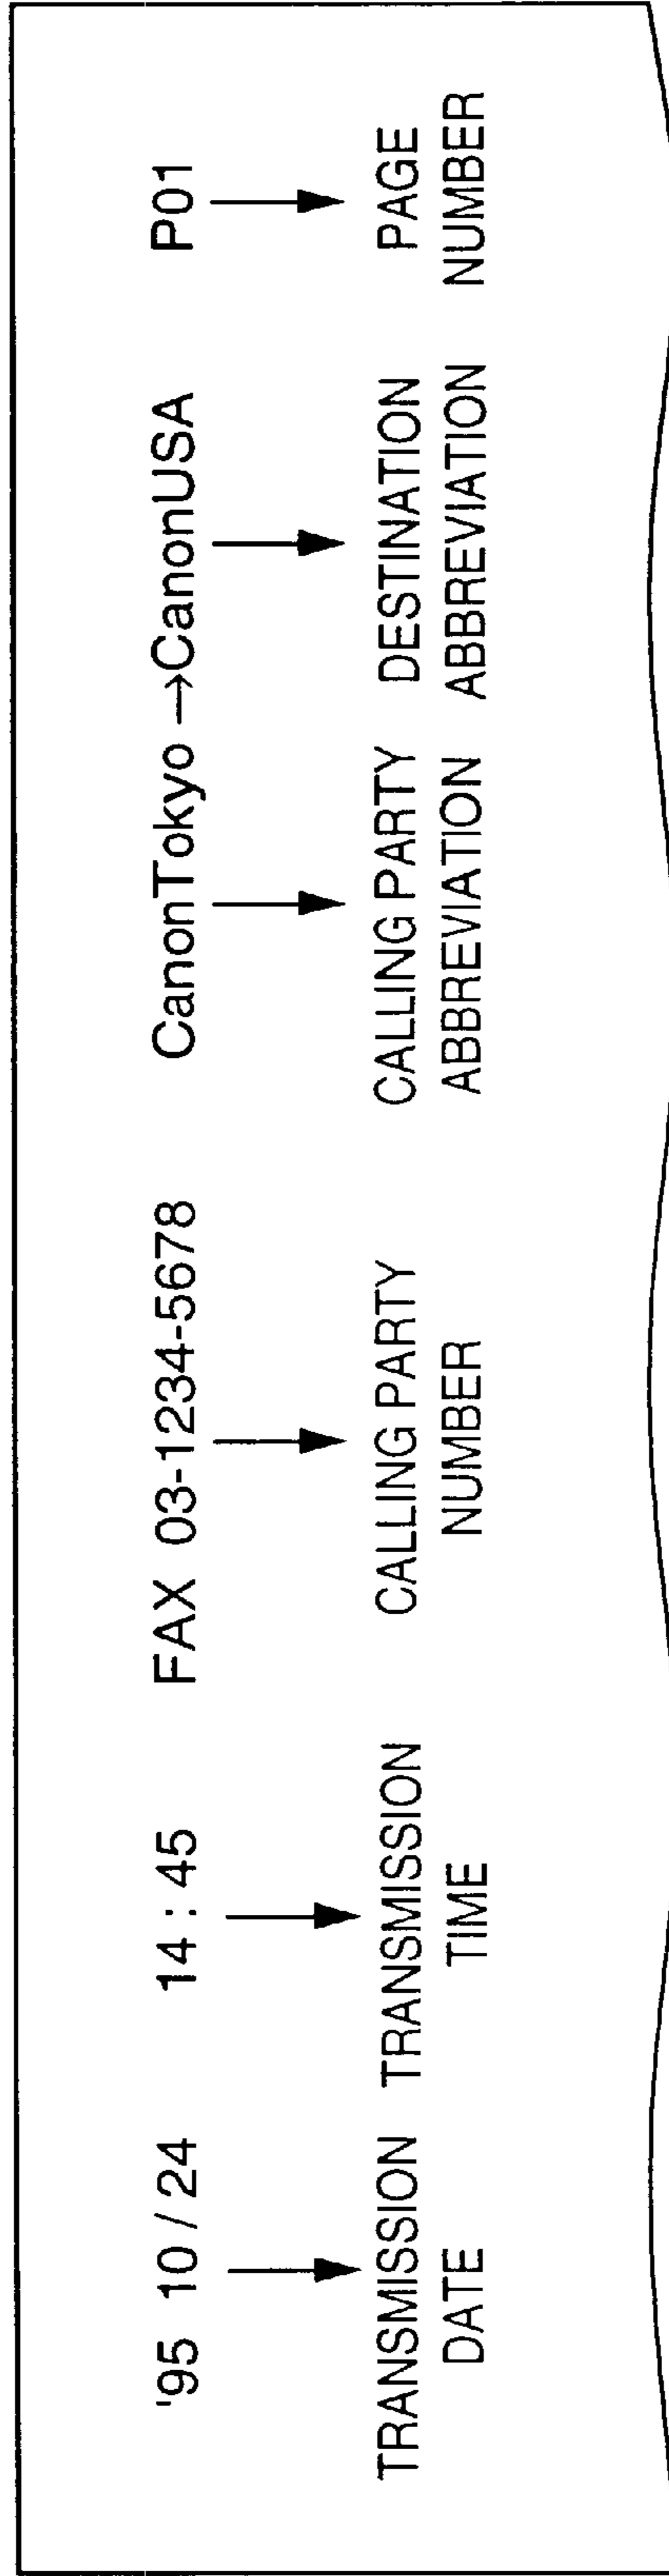 '95 10 / 24 14 : 45 FAX 03-1234-5678 CanonTokyo →CanonUSA P01
TRANSMISSION DATE
TRANSMISSION TIME
CALLING PARTY NUMBER
CALLING PARTY ABBREVIATION
DESTINATION ABBREVIATION
PAGE NUMBER